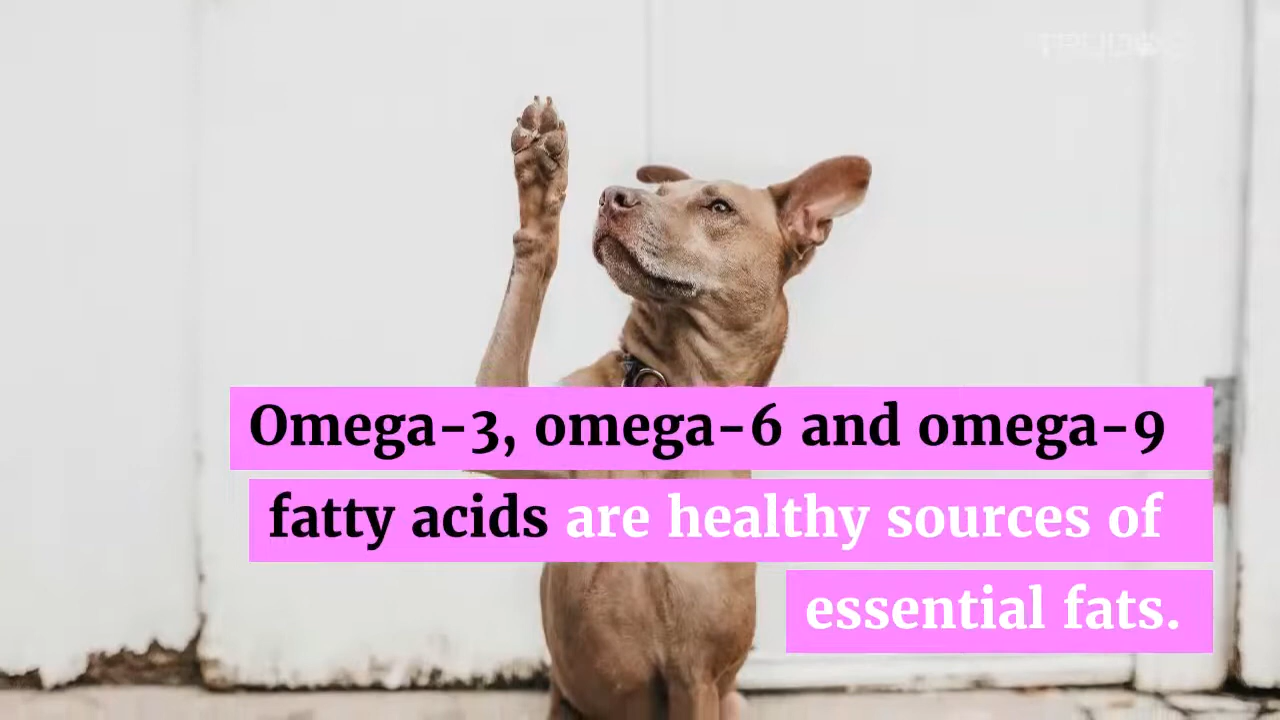 Omega-3, omega-6 and omega-9
fatty acids are healthy sources of
essential fats.